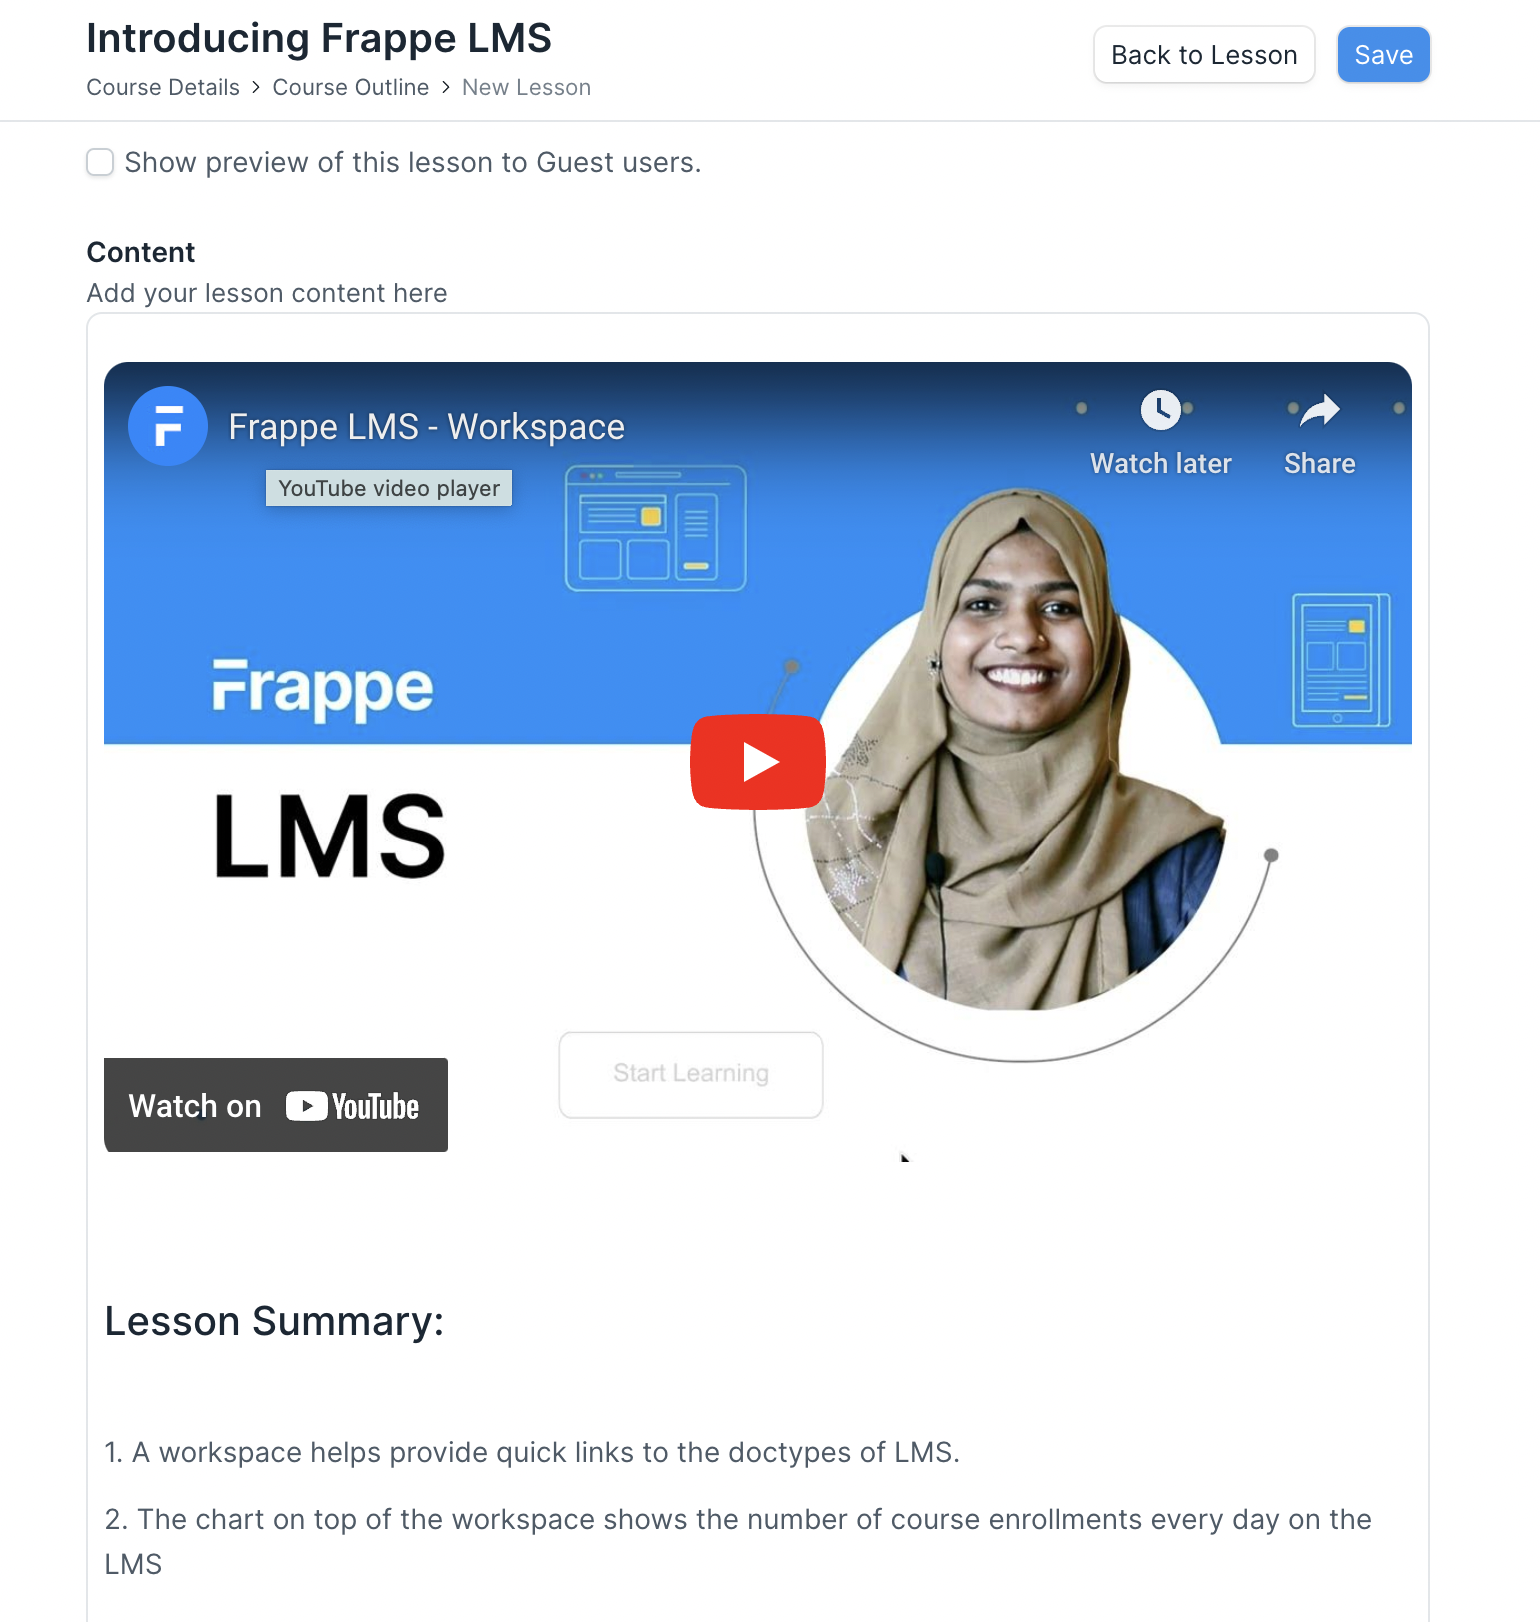 Introducing Frappe LMS
Back to Lesson
Save
Course Details > Course Outline > New Lesson
Show preview of this lesson to Guest users.
Content
Add your lesson content here
Frappe LMS - Workspace
Watch later
Share
YouTube video player
Frappe
LMS
Start Learning
Watch on YouTube
Lesson Summary:
1. A workspace helps provide quick links to the doctypes of LMS.
2. The chart on top of the workspace shows the number of course enrollments every day on the
LMS